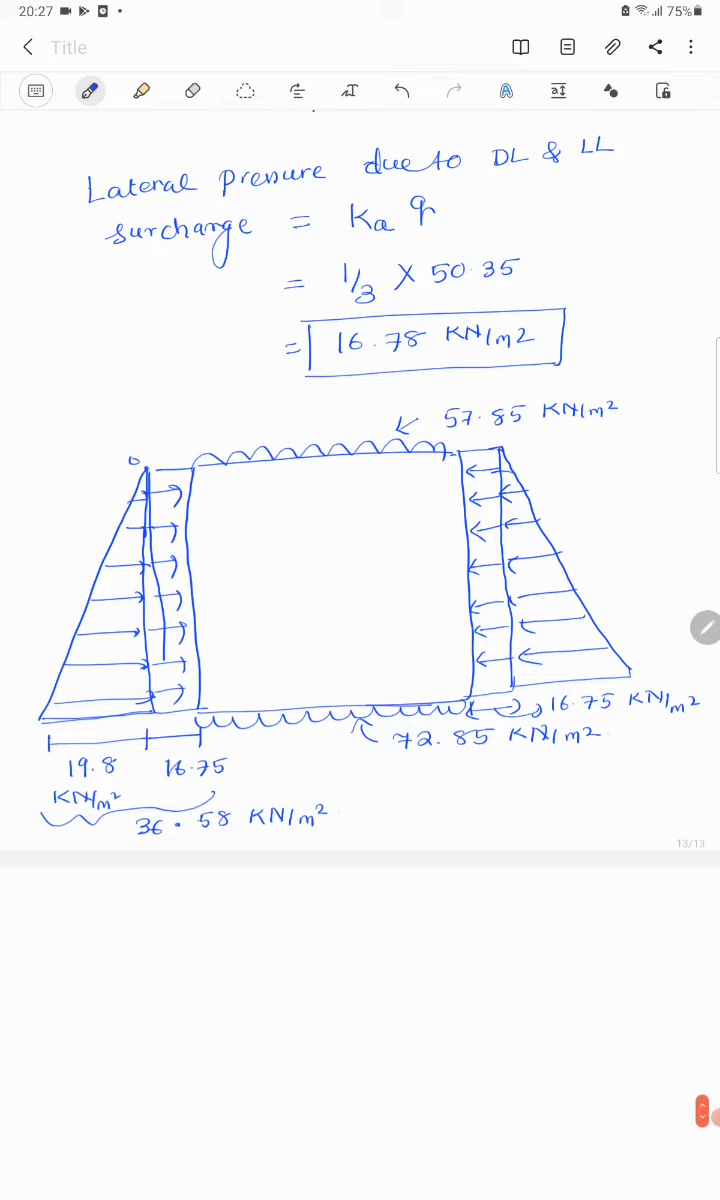 20:27
75%
Title
Lateral pressure due to DL & LL
surcharge = Ka q
= 1/3 X 50.35
= 16.78 KN/m2
57.85 KN/m²
0
16.75 KN/m²
72.85 KN/m²
19.8 16.75
KN/m²
36.58 KN/m²
13/13